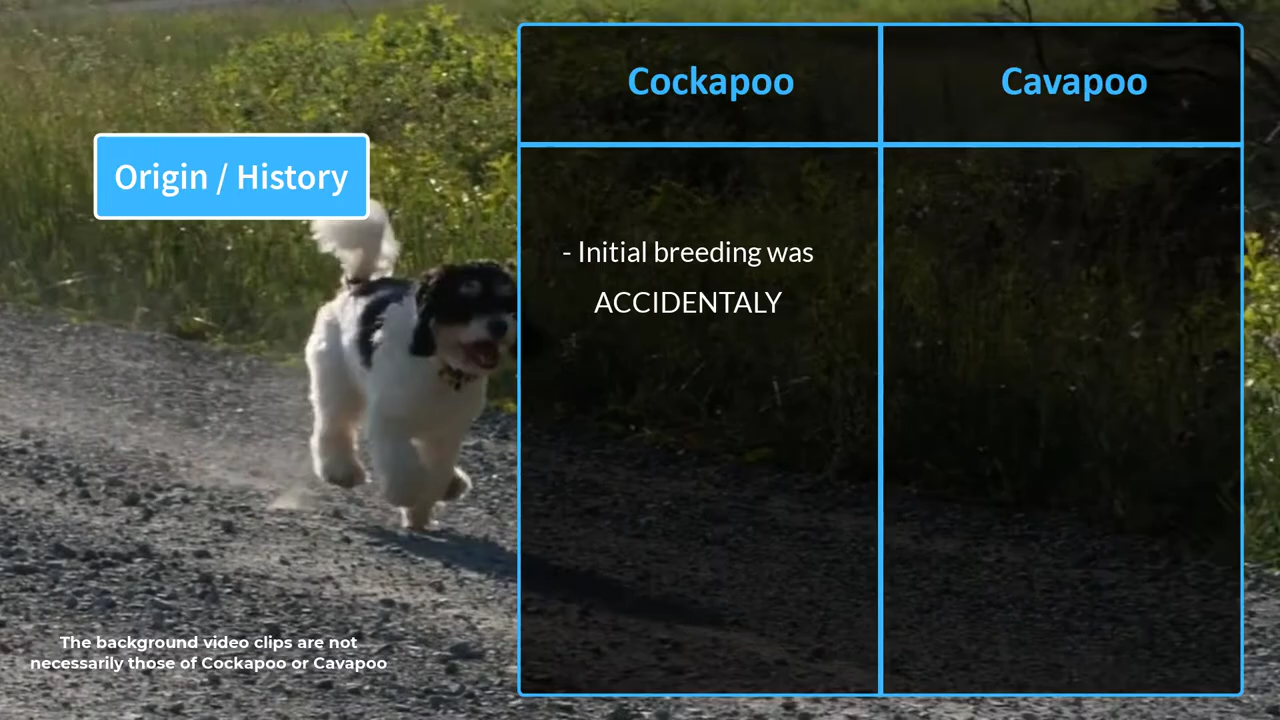 Cockapoo
Cavapoo
Origin / History
- Initial breeding was
ACCIDENTALY
The background video clips are not
necessarily those of Cockapoo or Cavapoo